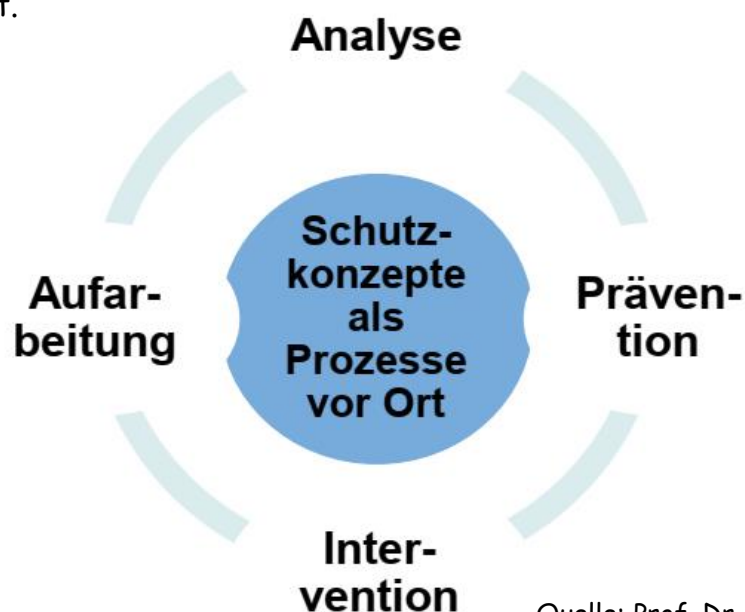 Analyse
Schutz-
konzepte
als
Prozesse
vor Ort
Aufar-
beitung
Präven-
tion
Inter-
vention
Quelle: Prof. Dr.